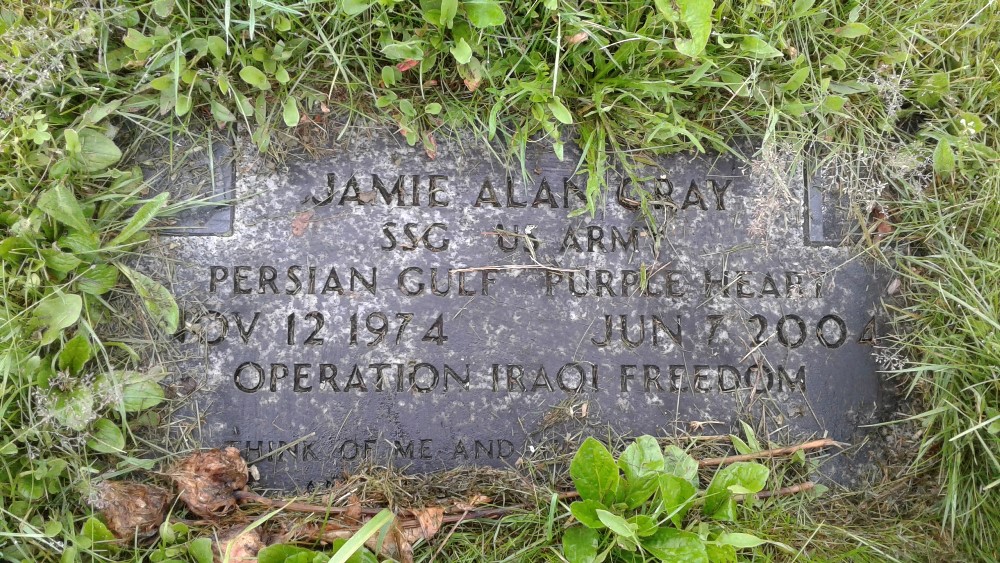 JAMIE ALAN GRAY
SSG US ARMY
PERSIAN GULF PURPLE HEART
NOV 12 1974 JUN 7 2004
OPERATION IRAQI FREEDOM
THINK OF ME AND